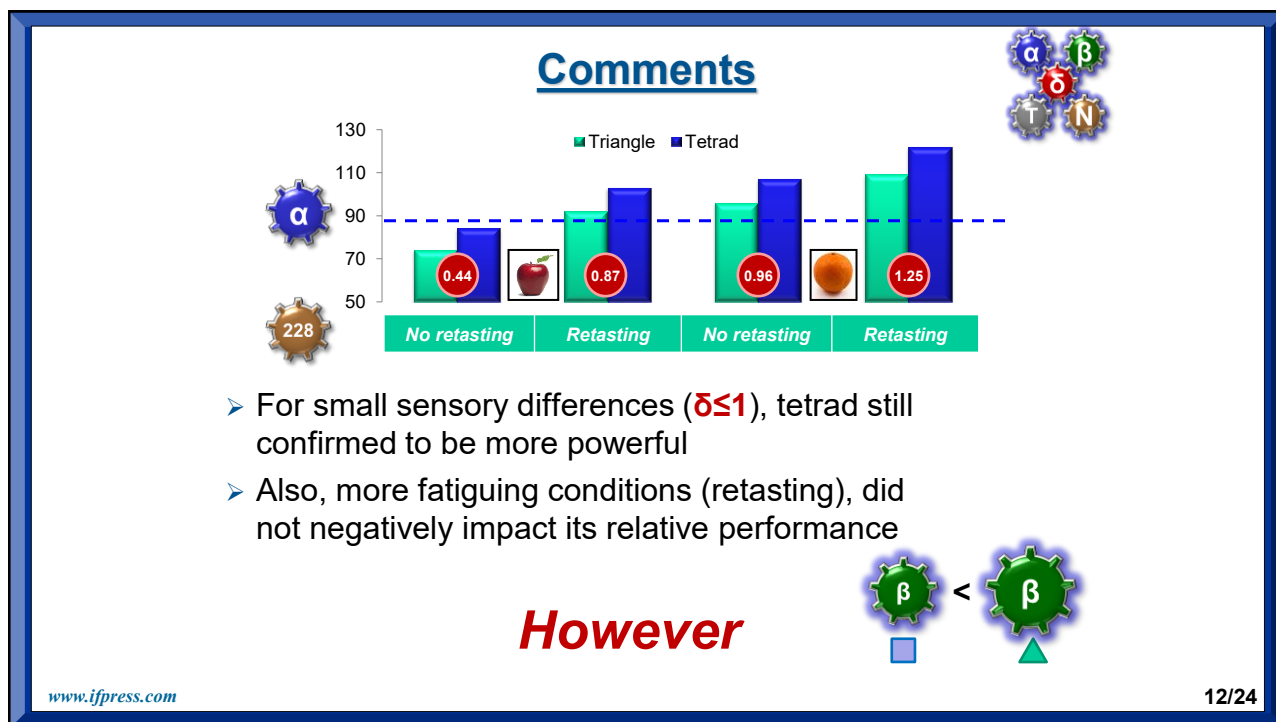 Comments
α β
δ
T N
130
110
90
70
50
Triangle Tetrad
α
0.44 0.87 0.96 1.25
228
No retasting Retasting No retasting Retasting
➢ For small sensory differences (δ≤1), tetrad still
confirmed to be more powerful
➢ Also, more fatiguing conditions (retasting), did
not negatively impact its relative performance
β < β
However
www.ifpress.com
12/24